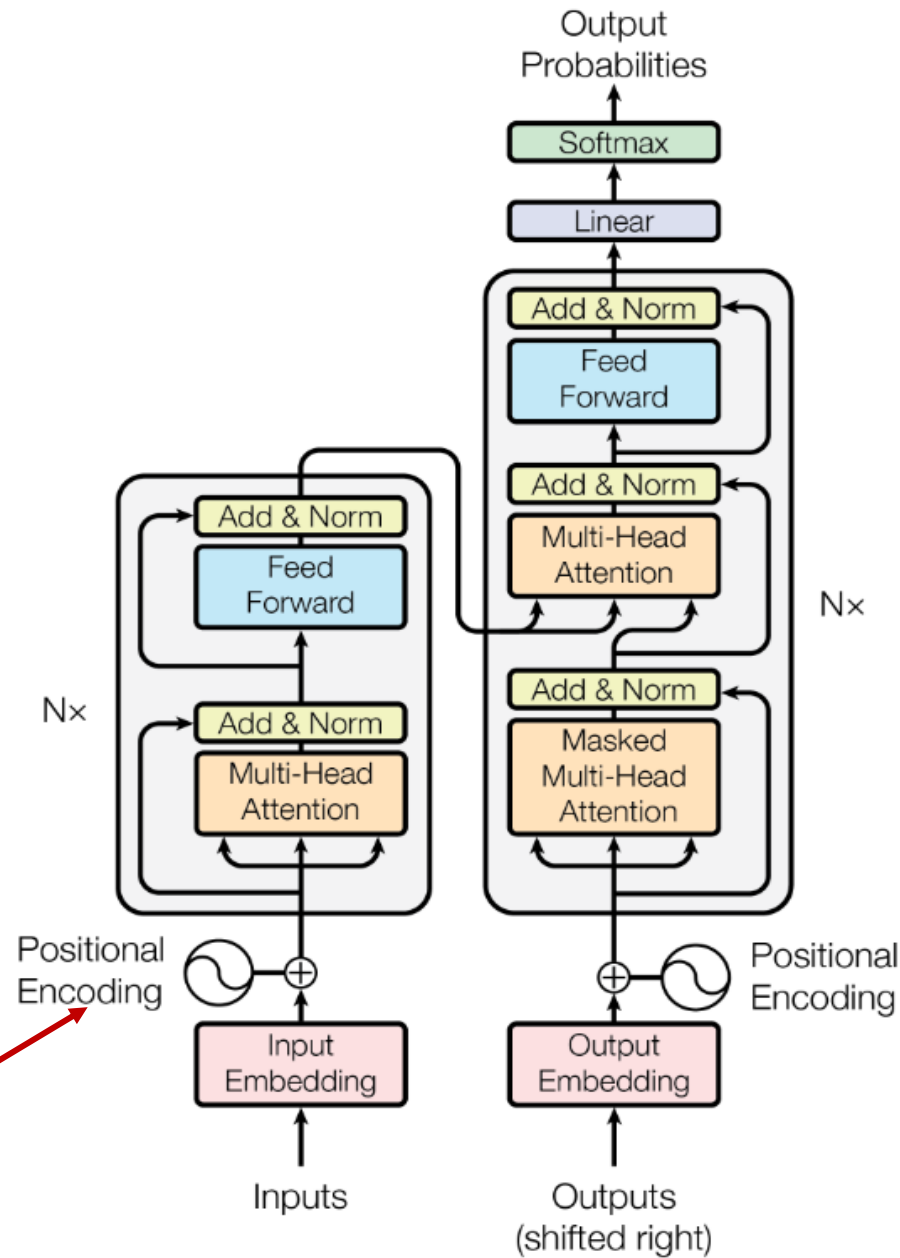 Output
Probabilities
Softmax
Linear
Add & Norm
Feed
Forward
Add & Norm
Multi-Head
Attention
Add & Norm
Masked
Multi-Head
Attention
Nx
Positional
Encoding
Output
Embedding
Outputs
(shifted right)
Add & Norm
Feed
Forward
Add & Norm
Multi-Head
Attention
Nx
Positional
Encoding
Input
Embedding
Inputs